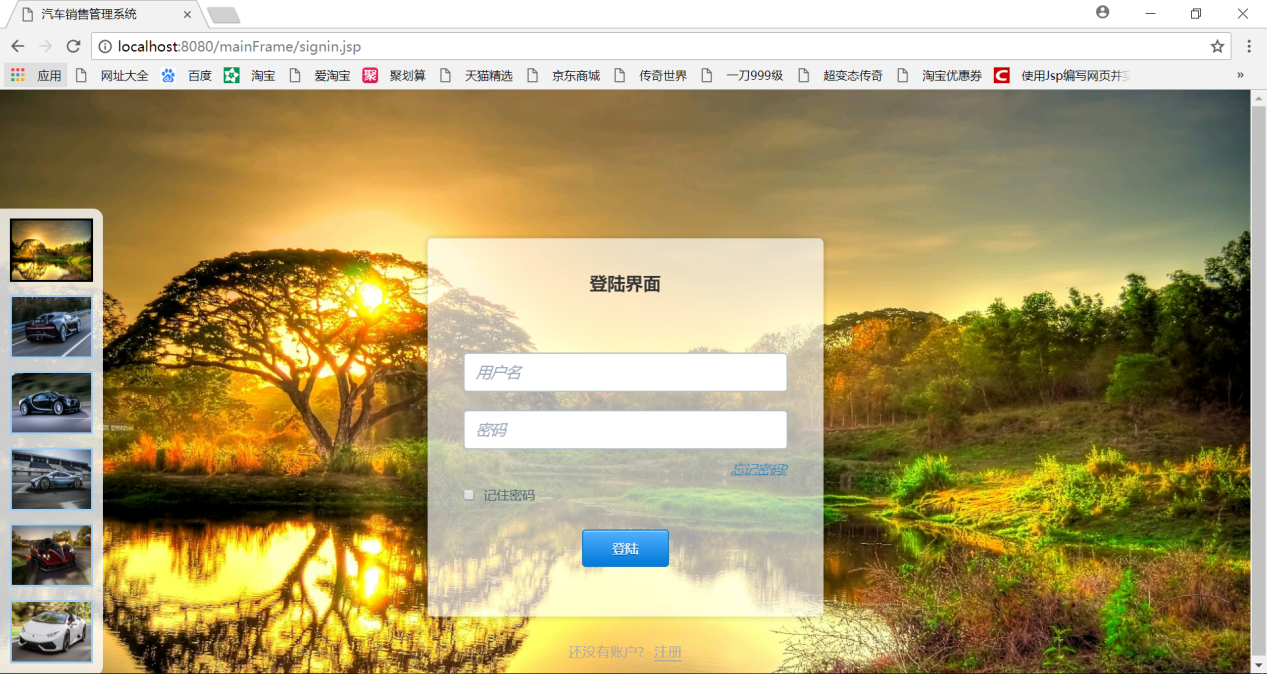 汽车销售管理系统
localhost:8080/mainFrame/signin.jsp
应用 网址大全 百度 淘宝 爱淘宝 聚划算 天猫精选 京东商城 传奇世界 一刀999级 超变态传奇 淘宝优惠券 使用Jsp编写网页并实
登陆界面
用户名
密码
忘记密码?
记住密码
登陆
还没有账户? 注册